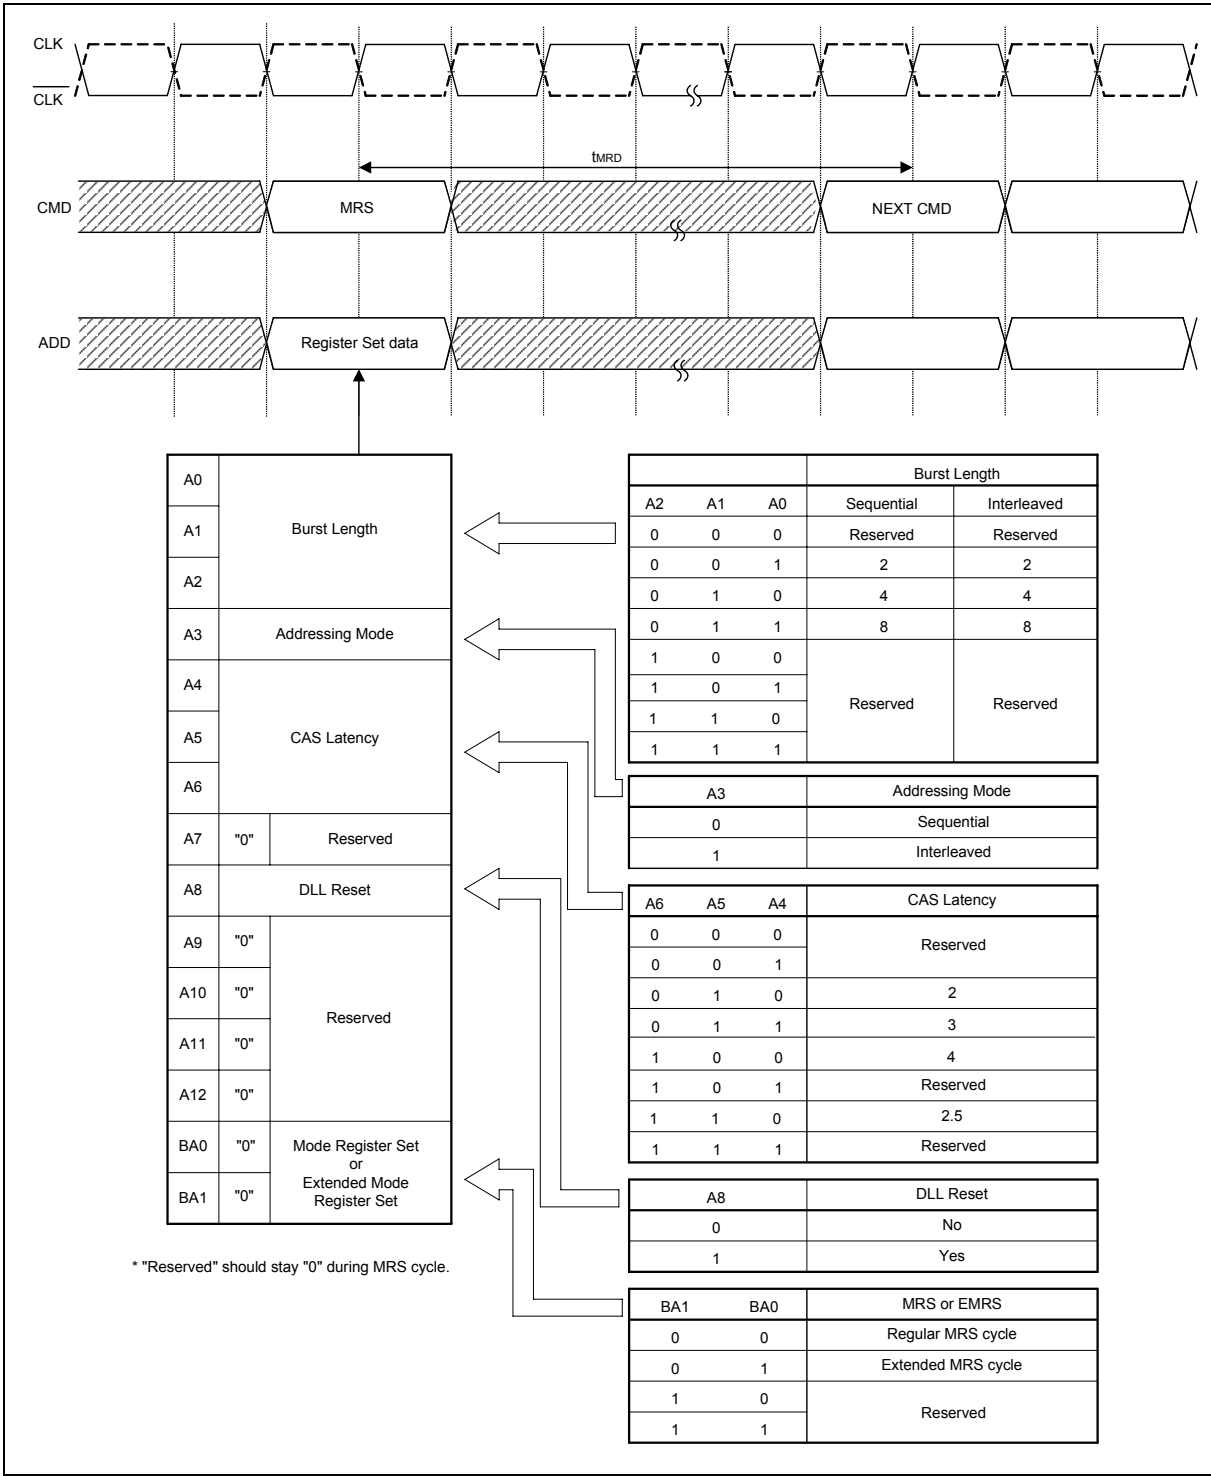 CLK
CLK
tMRD
CMD
MRS
NEXT CMD
ADD
Register Set data
A0
A1
Burst Length
A2
A3
Addressing Mode
A4
A5
CAS Latency
A6
A7 "0" Reserved
A8
DLL Reset
A9 "0"
A10 "0"
Reserved
A11 "0"
A12 "0"
BA0 "0"
Mode Register Set
or
Extended Mode
Register Set
BA1 "0"
* "Reserved" should stay "0" during MRS cycle.
Burst Length
A2 A1 A0 Sequential Interleaved
0 0 0 Reserved Reserved
0 0 1 2 2
0 1 0 4 4
0 1 1 8 8
1 0 0
1 0 1
Reserved Reserved
1 1 0
1 1 1
A3 Addressing Mode
0 Sequential
1 Interleaved
A6 A5 A4 CAS Latency
0 0 0
Reserved
0 0 1
0 1 0 2
0 1 1 3
1 0 0 4
1 0 1 Reserved
1 1 0 2.5
1 1 1 Reserved
A8 DLL Reset
0 No
1 Yes
BA1 BA0 MRS or EMRS
0 0 Regular MRS cycle
0 1 Extended MRS cycle
1 0
Reserved
1 1